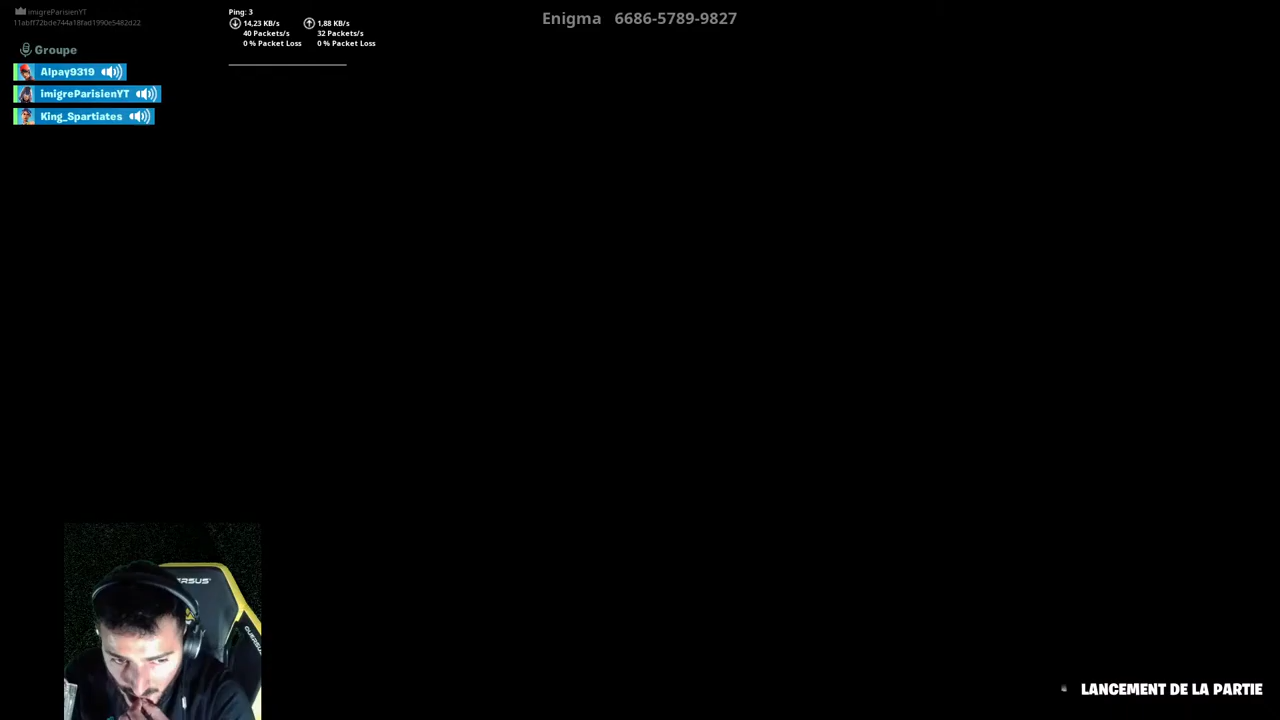 imigreParisienYT
Ping: 3
14,23 KB/s 1,88 KB/s
40 Packets/s 32 Packets/s
0 % Packet Loss 0 % Packet Loss
Enigma 6686-5789-9827
Groupe
Alpay9319
imigreParisienYT
King_Spartiates
LANCEMENT DE LA PARTIE